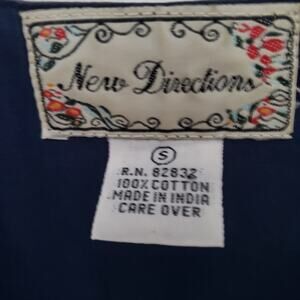 New Directions
S
R.N. 82832
100% COTTON
MADE IN INDIA
CARE OVER